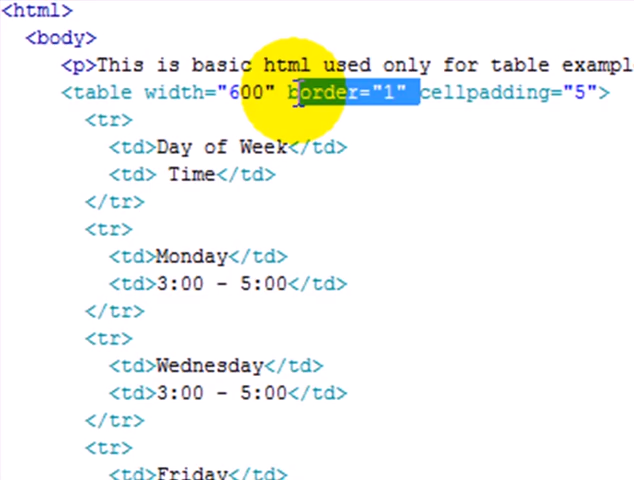 <html>
<body>
<p>This is basic html used only for table exampl
<table width="600" border="1" cellpadding="5">
<tr>
<td>Day of Week</td>
<td> Time</td>
</tr>
<tr>
<td>Monday</td>
<td>3:00 - 5:00</td>
</tr>
<tr>
<td>Wednesday</td>
<td>3:00 - 5:00</td>
</tr>
<tr>
<td>Friday</td>